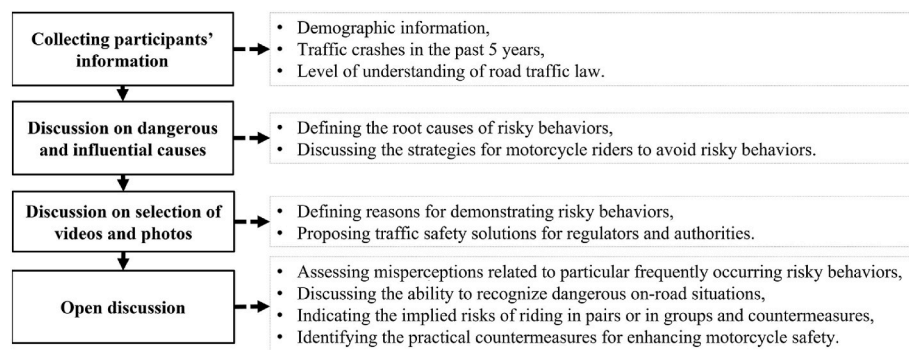 Collecting participants'
information
• Demographic information,
• Traffic crashes in the past 5 years,
• Level of understanding of road traffic law.
Discussion on dangerous
and influential causes
• Defining the root causes of risky behaviors,
• Discussing the strategies for motorcycle riders to avoid risky behaviors.
Discussion on selection of
videos and photos
• Defining reasons for demonstrating risky behaviors,
• Proposing traffic safety solutions for regulators and authorities.
Open discussion
• Assessing misperceptions related to particular frequently occurring risky behaviors,
• Discussing the ability to recognize dangerous on-road situations,
• Indicating the implied risks of riding in pairs or in groups and countermeasures,
• Identifying the practical countermeasures for enhancing motorcycle safety.